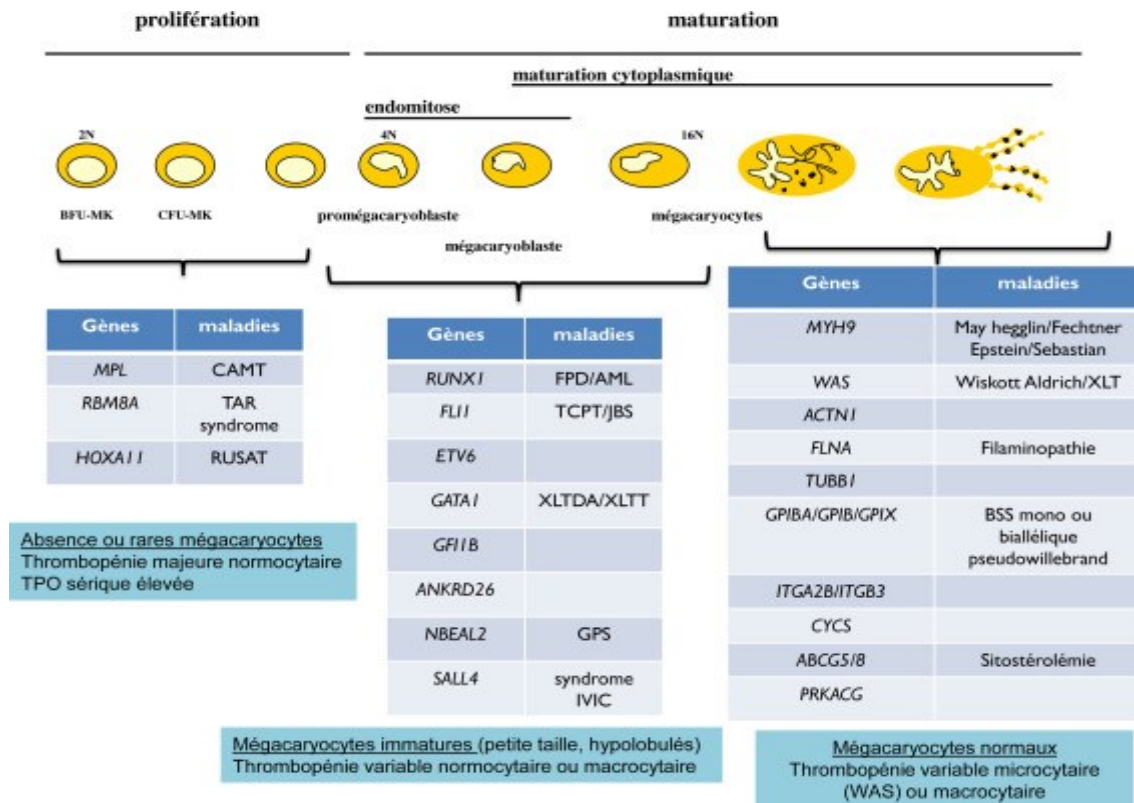 prolifération
maturation
maturation cytoplasmique
endomitose
2N
4N
16N
BFU-MK
CFU-MK
promégacaryoblaste
mégacaryoblaste
mégacaryocytes
Gènes maladies
MPL CAMT
RBM8A TAR
syndrome
HOXA11 RUSAT
Absence ou rares mégacaryocytes
Thrombopénie majeure normocytaire
TPO sérique élevée
Gènes maladies
RUNX1 FPD/AML
FLI1 TCPT/JBS
ETV6
GATA1 XLTDA/XLTT
GFI1B
ANKRD26
NBEAL2 GPS
SALL4 syndrome
IVIC
Mégacaryocytes immatures (petite taille, hypolobulés)
Thrombopénie variable normocytaire ou macrocytaire
Gènes maladies
MYH9 May hegglin/Fechtner
Epstein/Sebastian
WAS Wiskott Aldrich/XLT
ACTN1
FLNA Filaminopathie
TUBB1
GPIBA/GPIB/GPIX BSS mono ou
biallélique
pseudowillebrand
ITGA2B/ITGB3
CYCS
ABCG5/8 Sitostérolémie
PRKACG
Mégacaryocytes normaux
Thrombopénie variable microcytaire
(WAS) ou macrocytaire